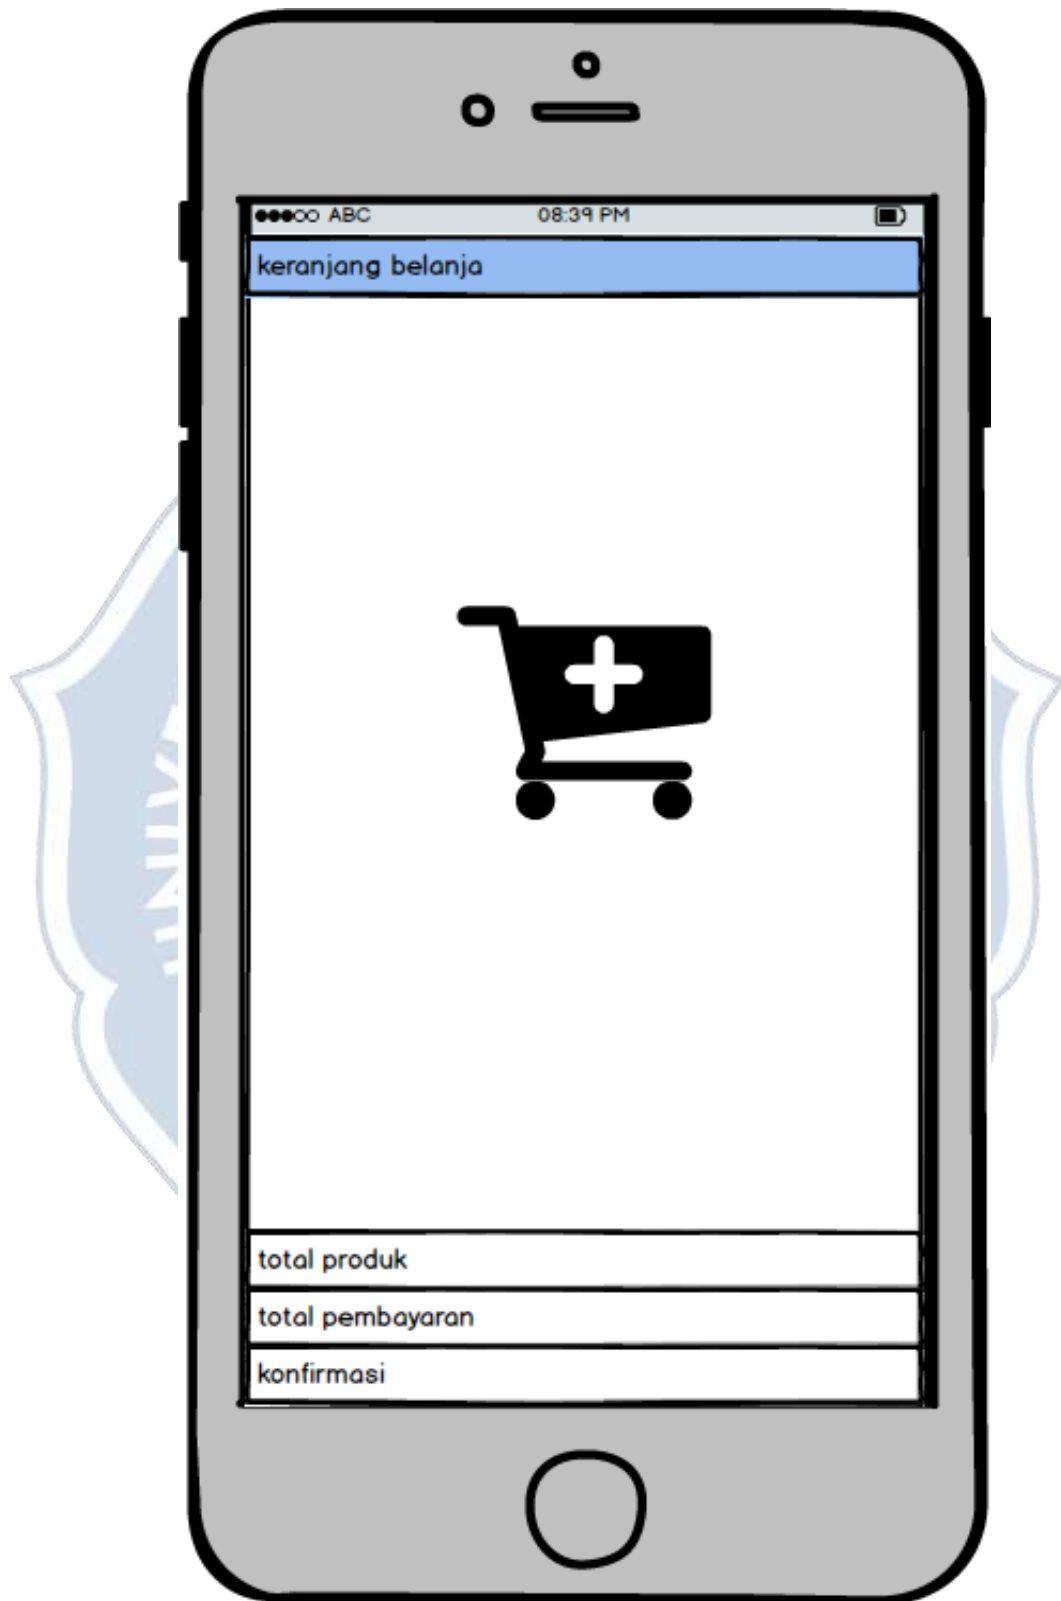 ABC 08:39 PM
keranjang belanja
total produk
total pembayaran
konfirmasi